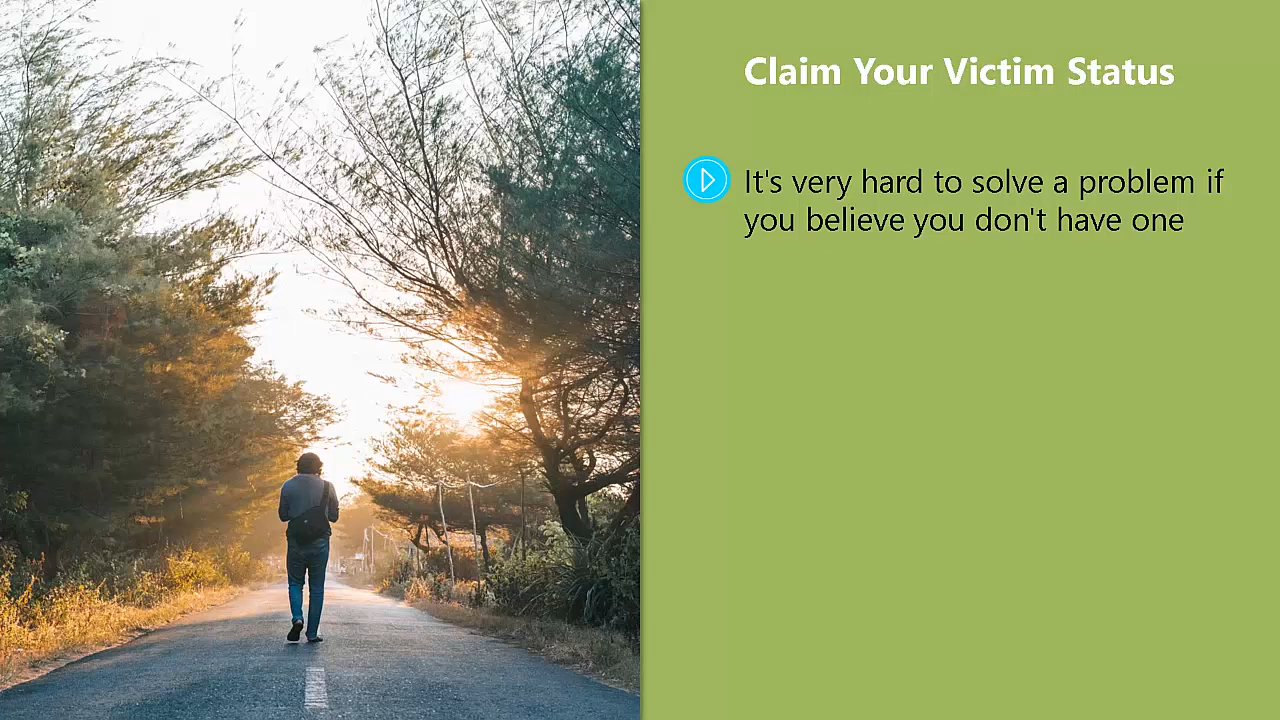 Claim Your Victim Status
It's very hard to solve a problem if
you believe you don't have one